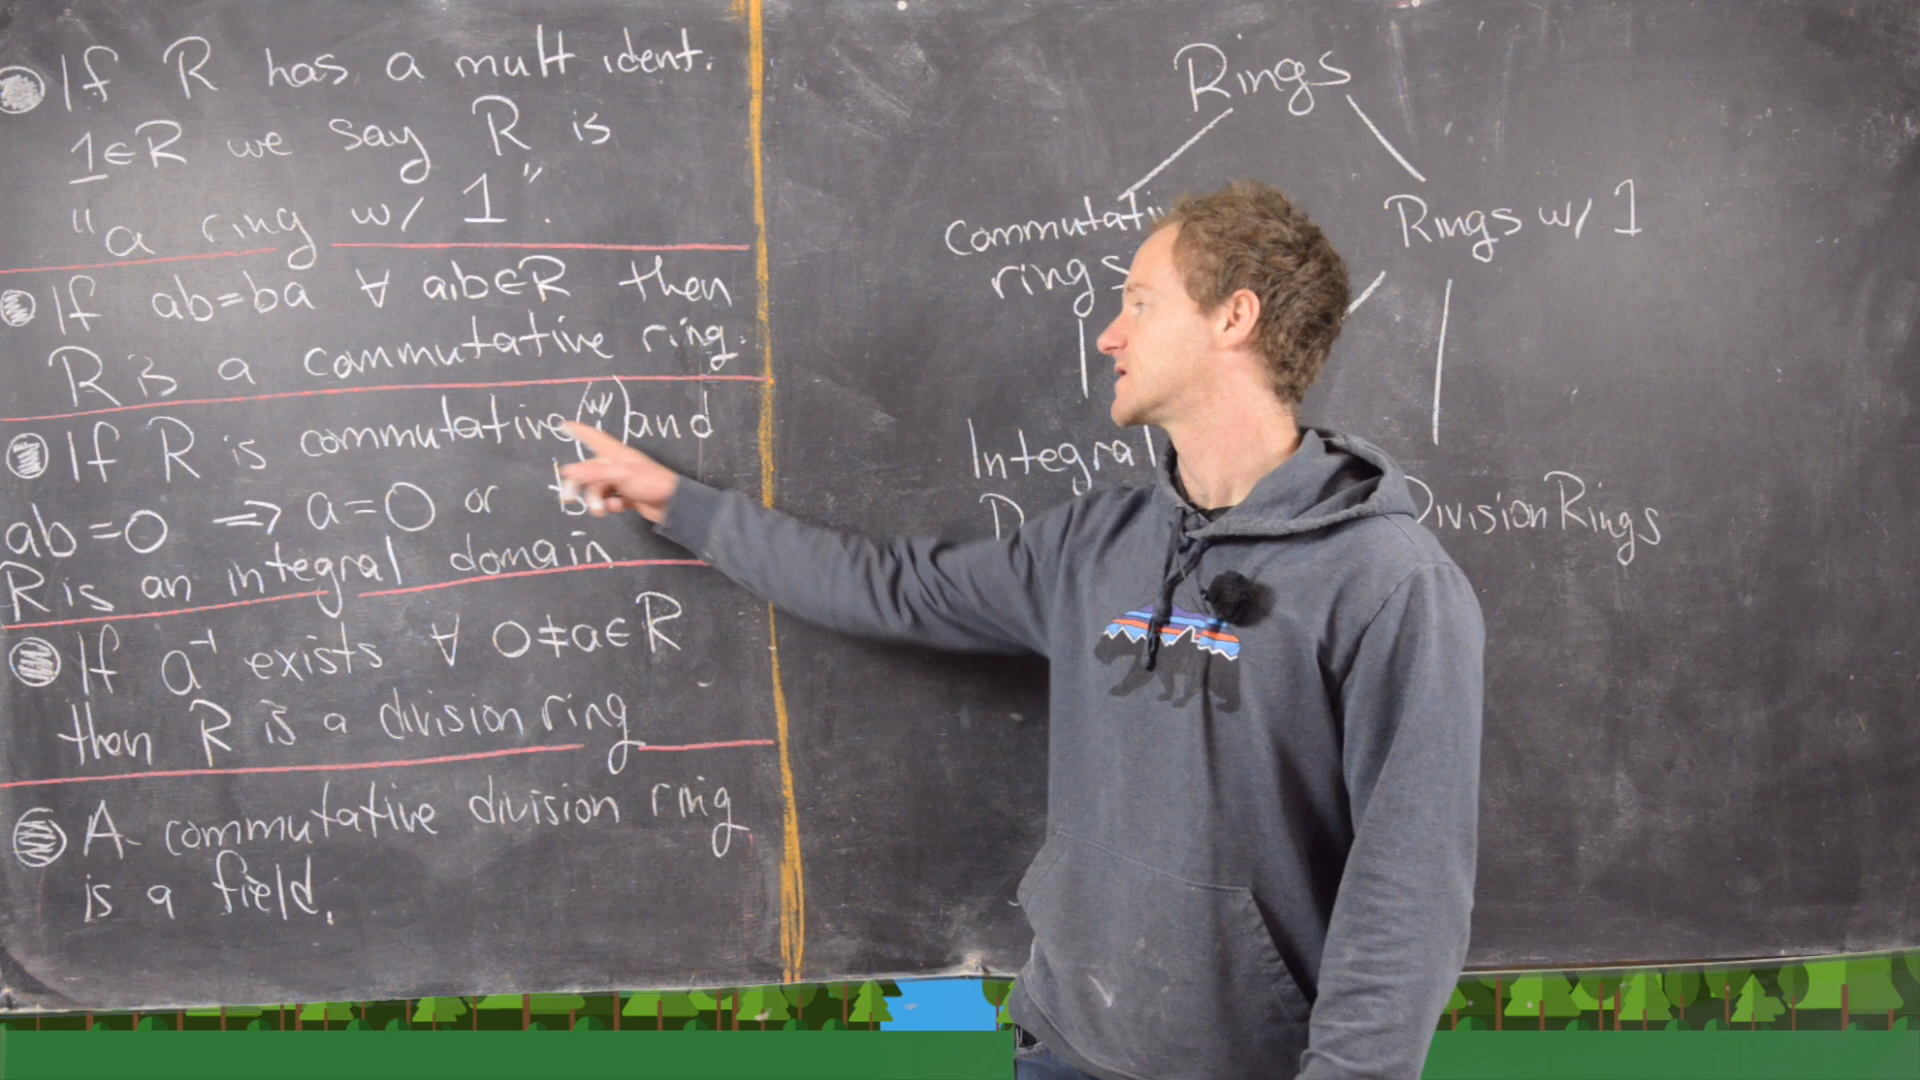 If R has a mult ident.
1∈R we say R is
"a ring w/ 1".
If ab=ba ∀ a,b∈R then
R is a commutative ring.
If R is commutative (w/ and
ab=0 ⇒ a=0 or b
R is an integral domain
If a⁻¹ exists ∀ 0≠a∈R
then R is a division ring
A commutative division ring
is a field.
Rings
Commutati
rings
Rings w/ 1
Integral
D
Division Rings